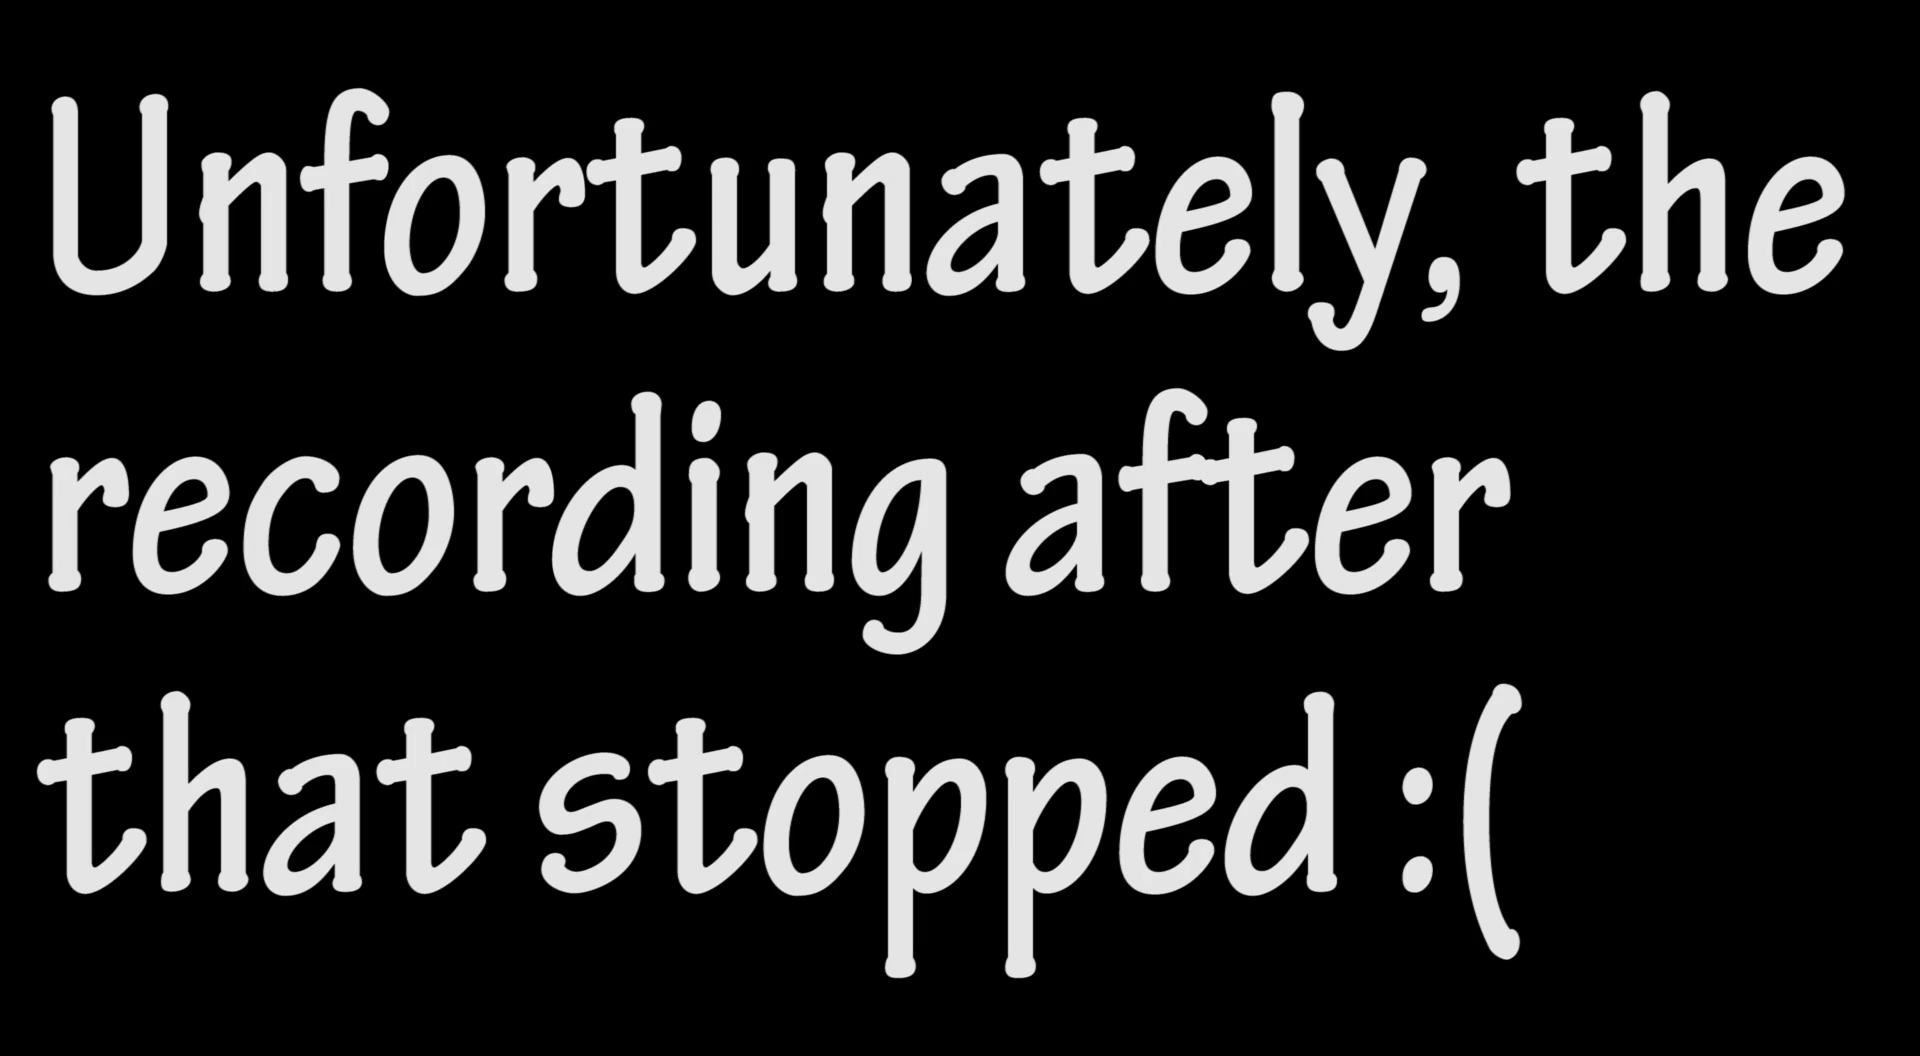 Unfortunately, the
recording after
that stopped :(